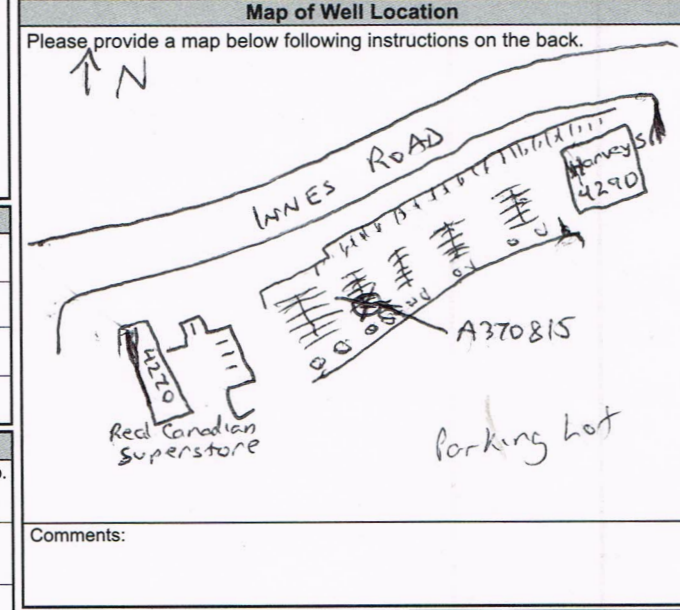 Map of Well Location
Please provide a map below following instructions on the back.
N
INNES ROAD
Harvey's
4290
A370815
4270
Real Canadian
Superstore
Parking Lot
Comments: